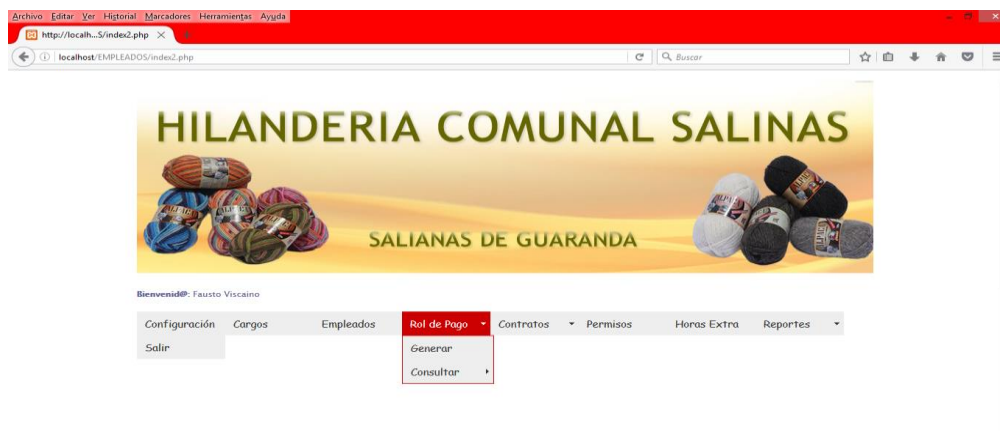 Archivo Editar Ver Historial Marcadores Herramientas Ayuda
http://localh...S/index2.php
localhost/EMPLEADOS/index2.php
Buscar
HILANDERIA COMUNAL SALINAS
SALIANAS DE GUARANDA
Bienvenid@: Fausto Viscaino
Configuración Cargos Empleados Rol de Pago Contratos Permisos Horas Extra Reportes
Salir
Generar
Consultar